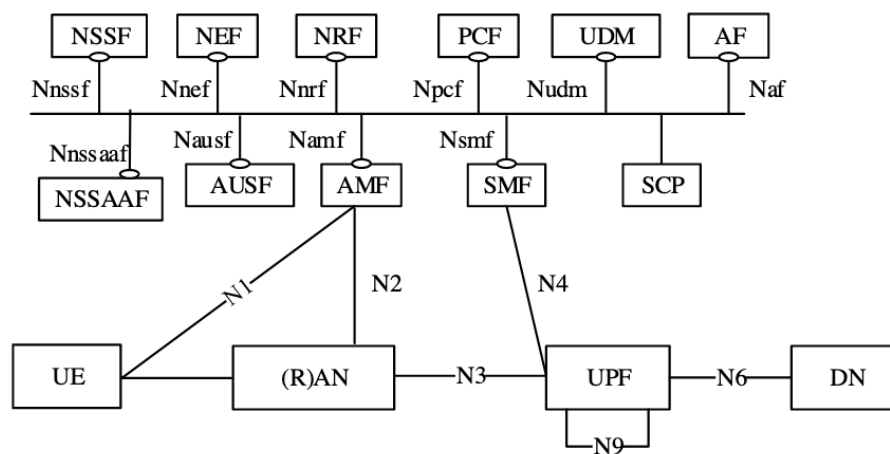 NSSF NEF NRF PCF UDM AF
Nnssf Nnef Nnrf Npcf Nudm Naf
Nnssaaf Nausf Namf Nsmf
NSSAAF AUSF AMF SMF SCP
N1 N2 N4
UE (R)AN N3 UPF N6 DN
N9